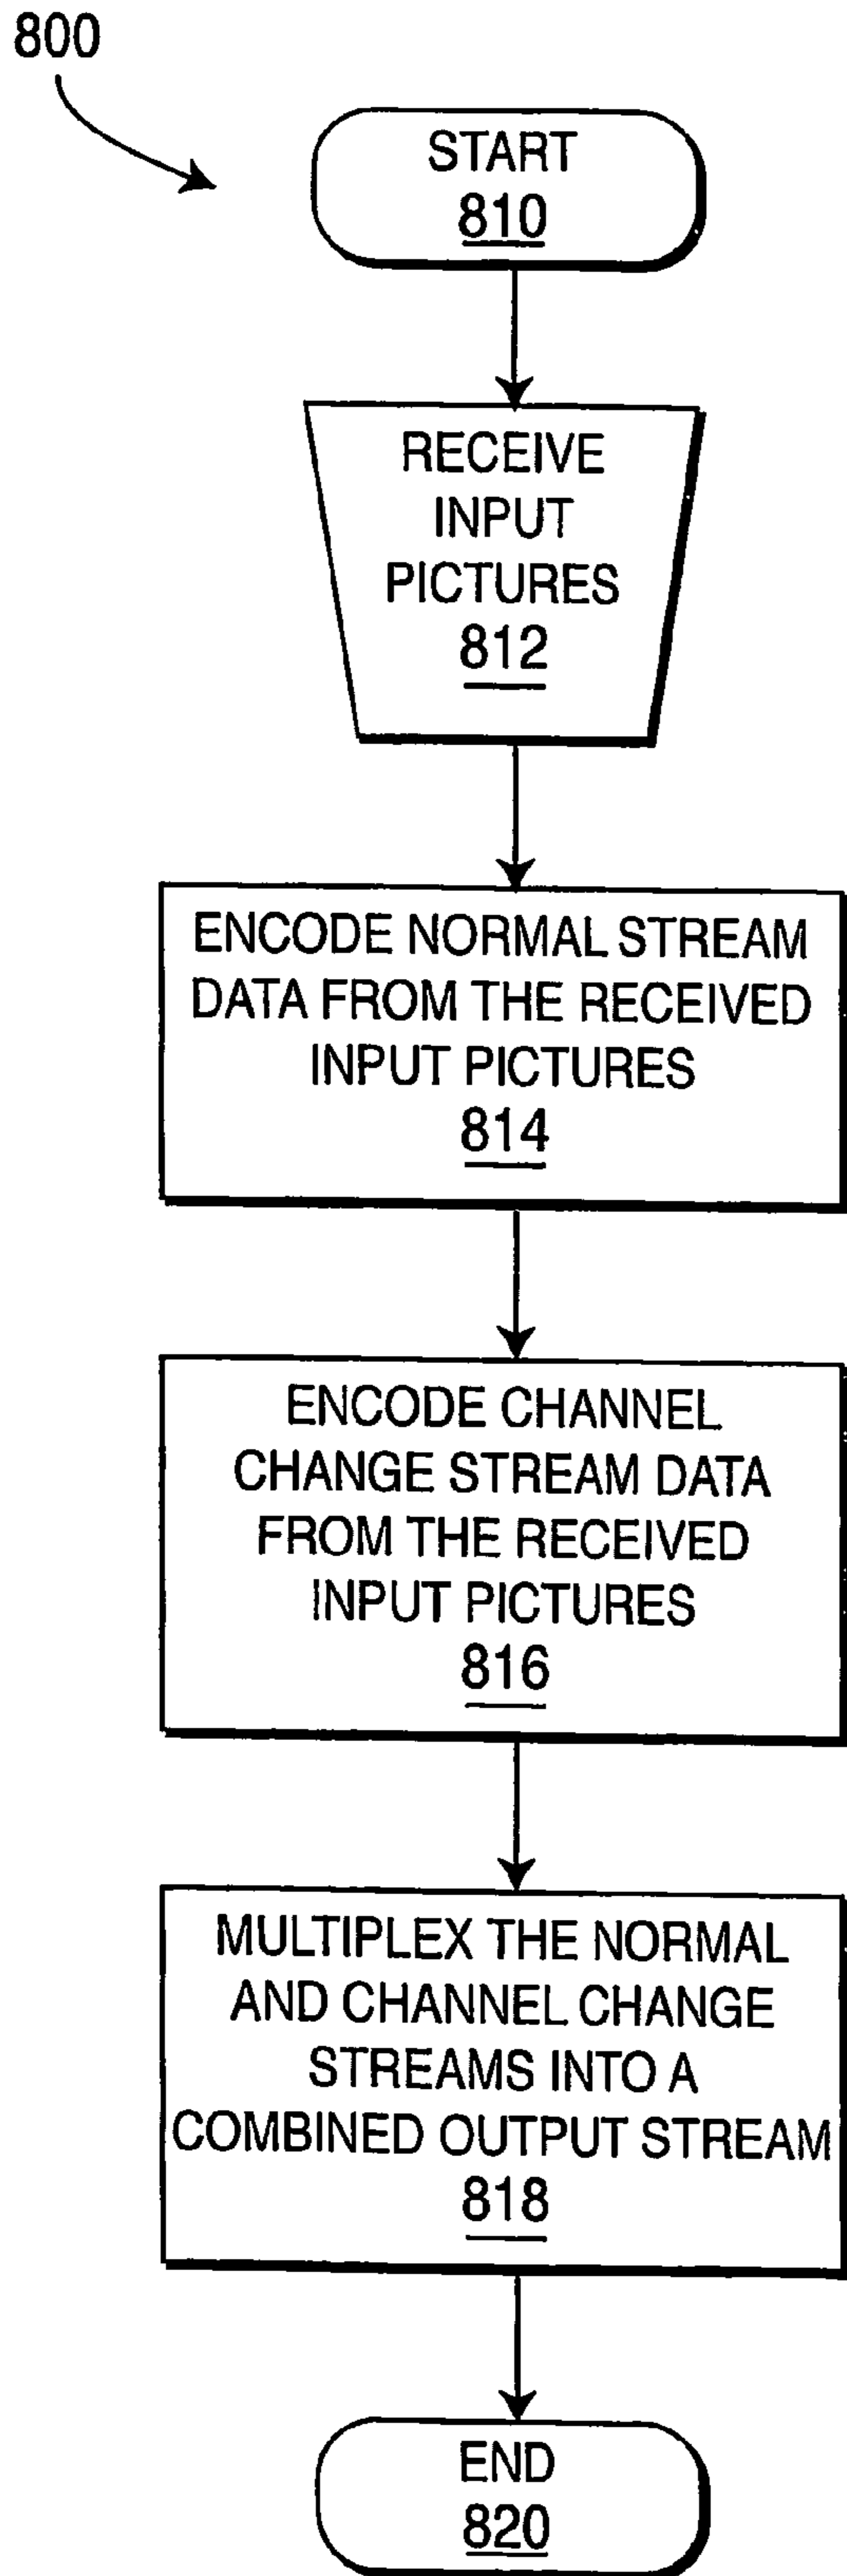 800
START
810
RECEIVE
INPUT
PICTURES
812
ENCODE NORMAL STREAM
DATA FROM THE RECEIVED
INPUT PICTURES
814
ENCODE CHANNEL
CHANGE STREAM DATA
FROM THE RECEIVED
INPUT PICTURES
816
MULTIPLEX THE NORMAL
AND CHANNEL CHANGE
STREAMS INTO A
COMBINED OUTPUT STREAM
818
END
820